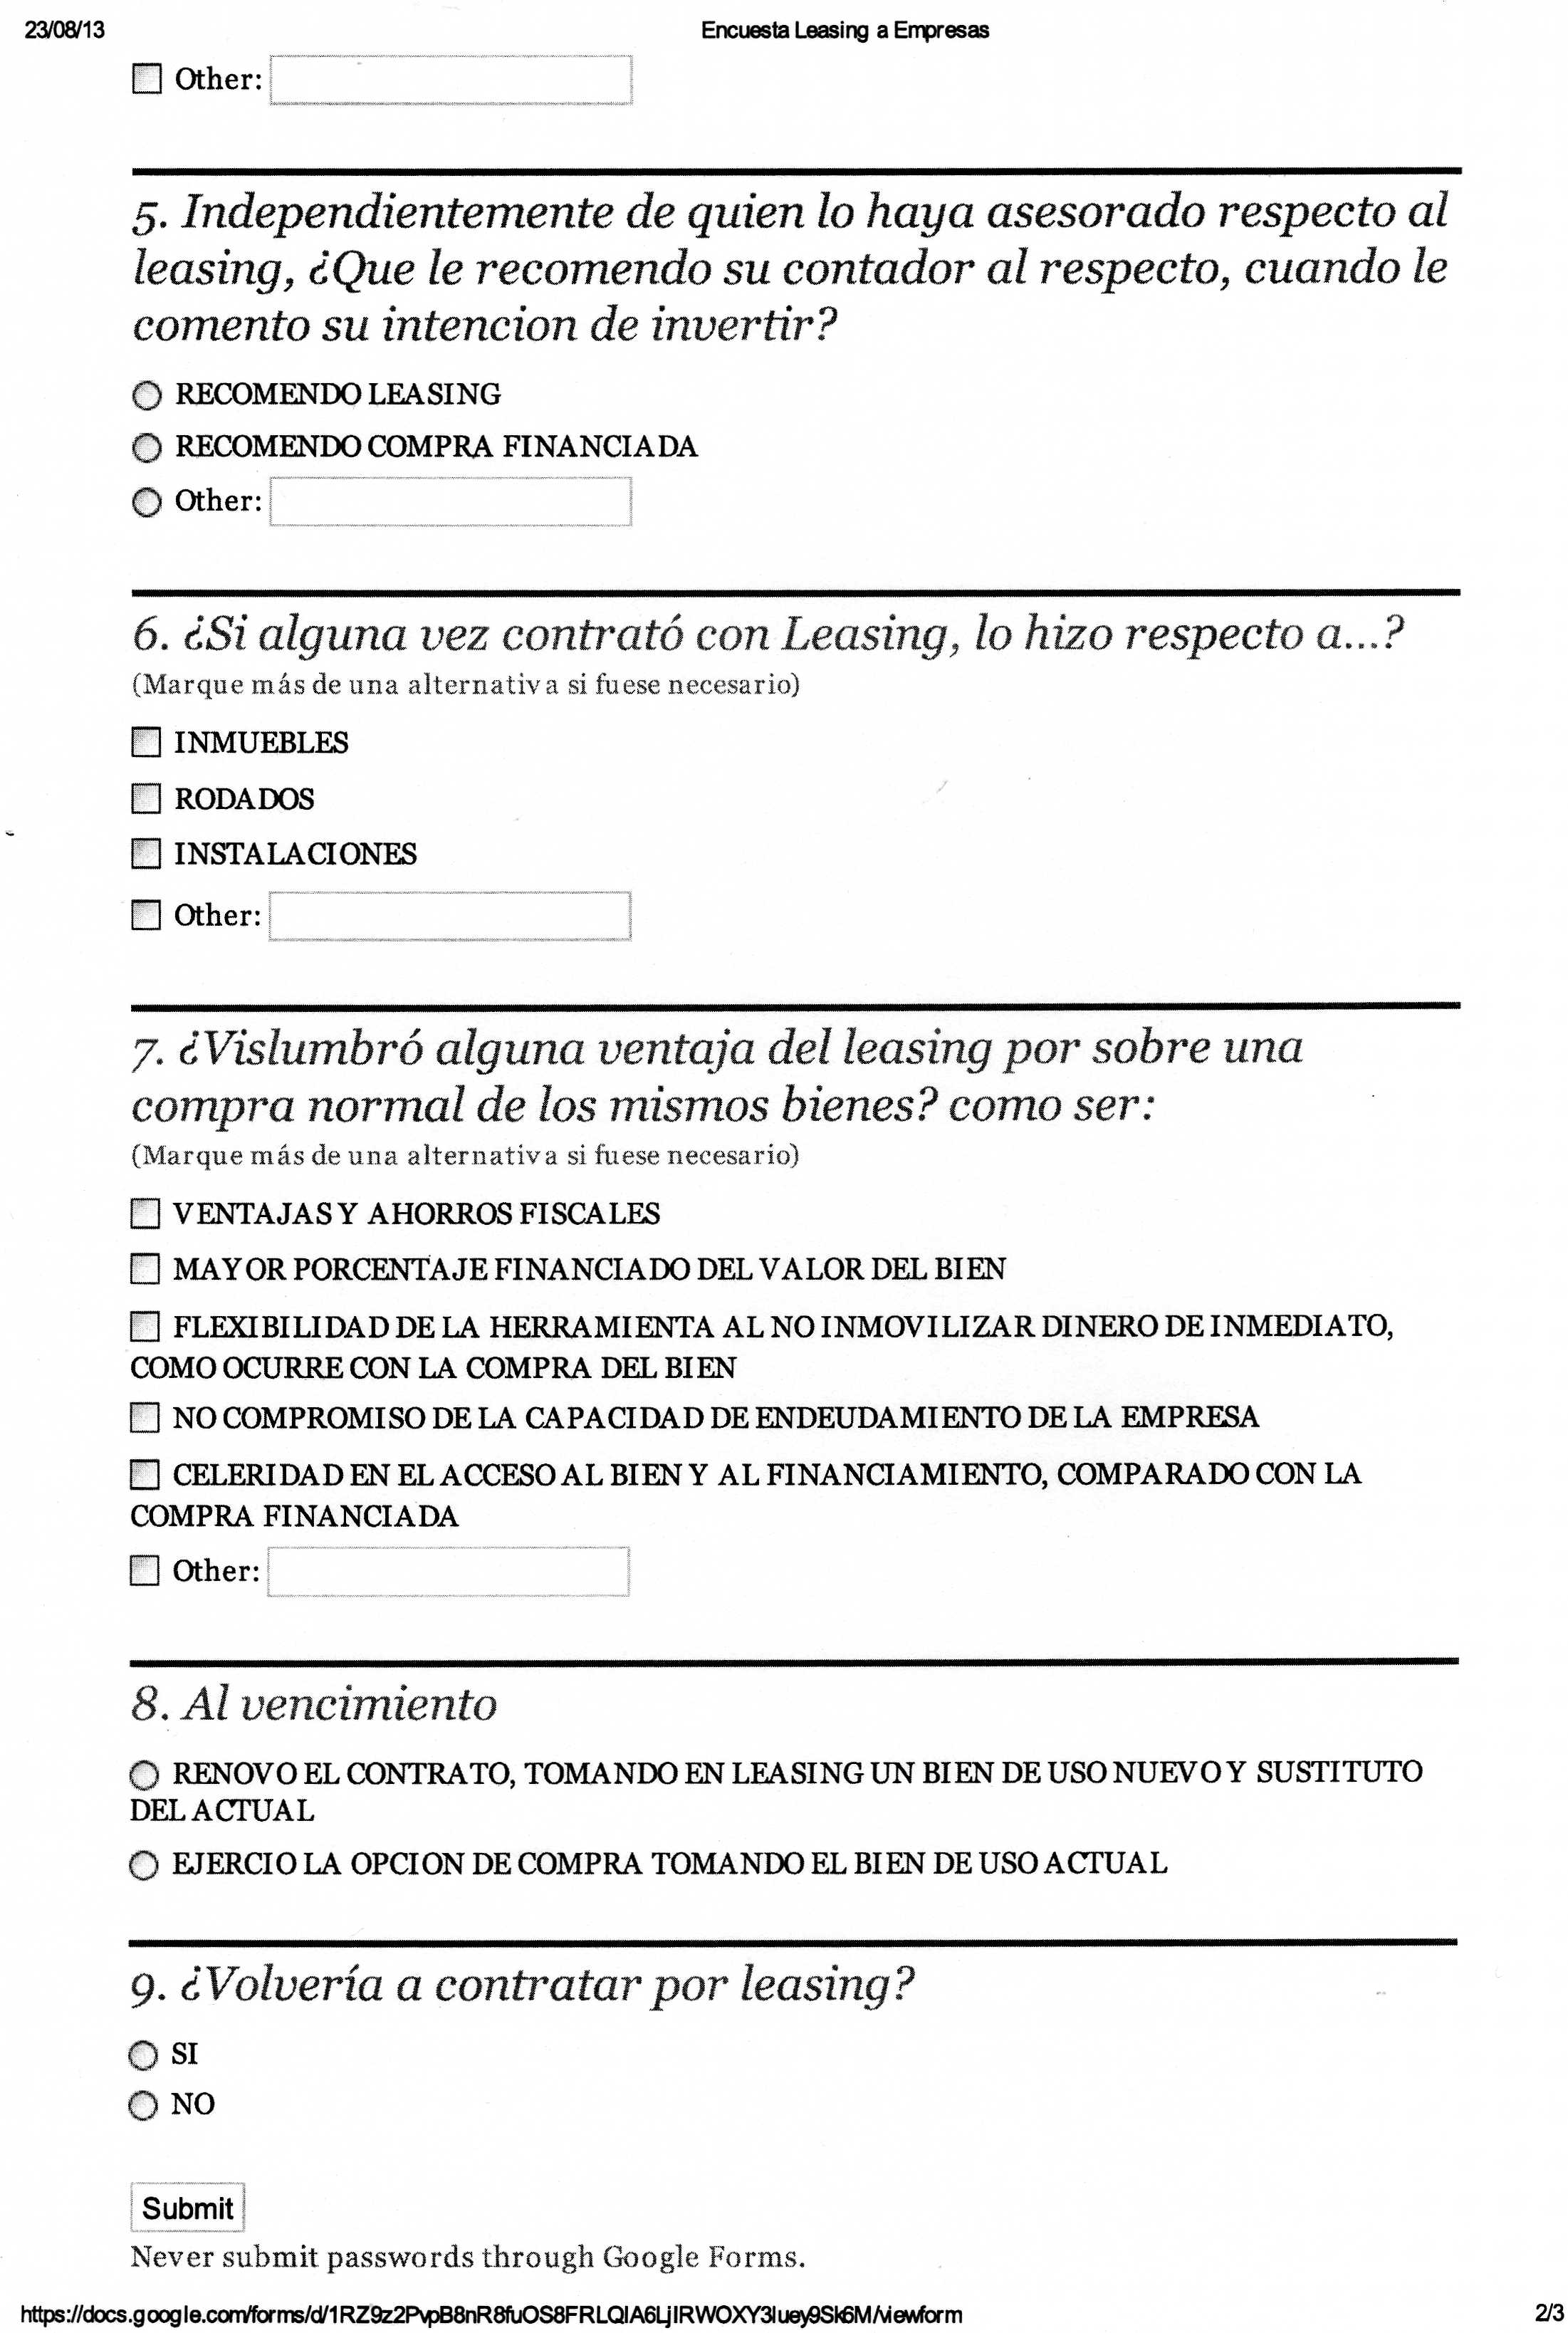 23/08/13 Encuesta Leasing a Empresas
Other:
5. Independientemente de quien lo haya asesorado respecto al
leasing, ¿Que le recomendo su contador al respecto, cuando le
comento su intencion de invertir?
RECOMENDO LEASING
RECOMENDO COMPRA FINANCIADA
Other:
6. ¿Si alguna vez contrató con Leasing, lo hizo respecto a...?
(Marque más de una alternativa si fuese necesario)
INMUEBLES
RODADOS
INSTALACIONES
Other:
7. ¿Vislumbró alguna ventaja del leasing por sobre una
compra normal de los mismos bienes? como ser:
(Marque más de una alternativa si fuese necesario)
VENTAJAS Y AHORROS FISCALES
MAYOR PORCENTAJE FINANCIADO DEL VALOR DEL BIEN
FLEXIBILIDAD DE LA HERRAMIENTA AL NO INMOVILIZAR DINERO DE INMEDIATO,
COMO OCURRE CON LA COMPRA DEL BIEN
NO COMPROMISO DE LA CAPACIDAD DE ENDEUDAMIENTO DE LA EMPRESA
CELERIDAD EN EL ACCESO AL BIEN Y AL FINANCIAMIENTO, COMPARADO CON LA
COMPRA FINANCIADA
Other:
8. Al vencimiento
RENOVO EL CONTRATO, TOMANDO EN LEASING UN BIEN DE USO NUEVO Y SUSTITUTO
DEL ACTUAL
EJERCIO LA OPCION DE COMPRA TOMANDO EL BIEN DE USO ACTUAL
9. ¿Volvería a contratar por leasing?
SI
NO
Submit
Never submit passwords through Google Forms.
https://docs.google.com/forms/d/1RZ9z2PvpB8nR8fuOS8FRLQIA6LjIRWOXY3Iuey9Sk6M/viewform 2/3